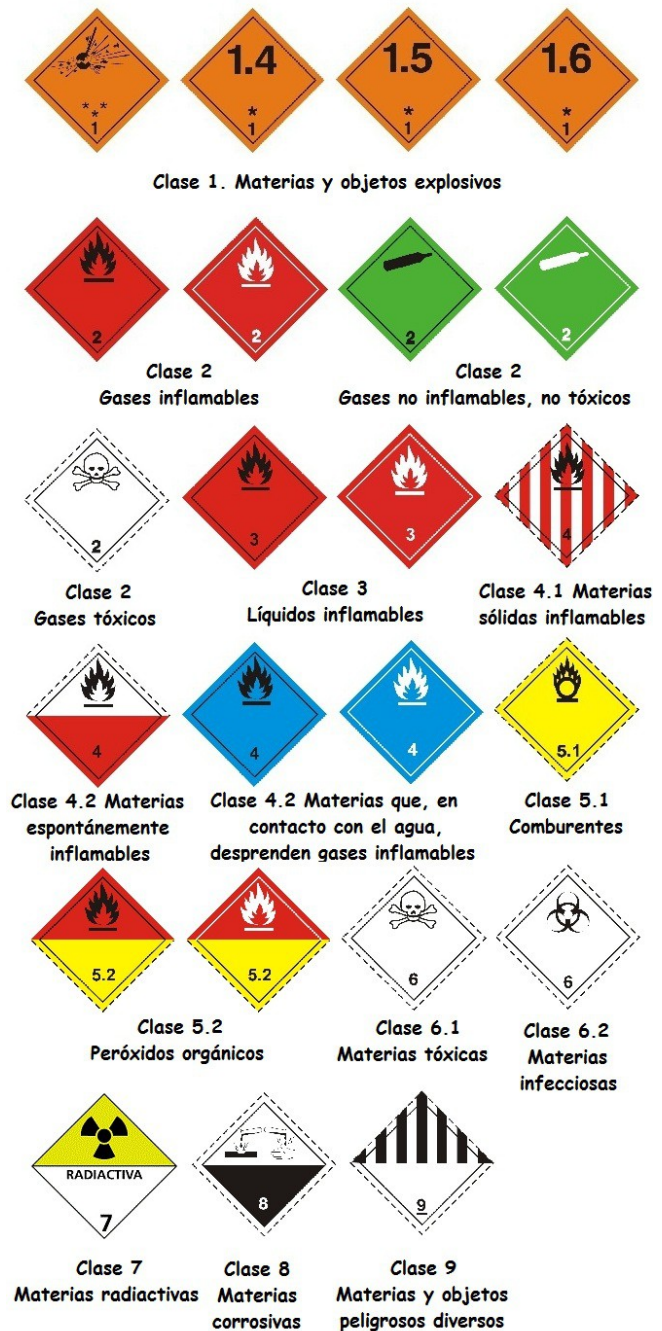 1.4 1.5 1.6
* *
* * * *
1 1 1 1
Clase 1. Materias y objetos explosivos
2 2 2 2
Clase 2
Gases inflamables
Clase 2
Gases no inflamables, no tóxicos
2 3 3 4
Clase 2
Gases tóxicos
Clase 3
Líquidos inflamables
Clase 4.1 Materias
sólidas inflamables
4 4 4 5.1
Clase 4.2 Materias
espontánemente
inflamables
Clase 4.2 Materias que, en
contacto con el agua,
desprenden gases inflamables
Clase 5.1
Comburentes
5.2 5.2 6 6
Clase 5.2
Peróxidos orgánicos
Clase 6.1
Materias tóxicas
Clase 6.2
Materias
infecciosas
RADIACTIVA
7 8 9
Clase 7
Materias radiactivas
Clase 8
Materias
corrosivas
Clase 9
Materias y objetos
peligrosos diversos